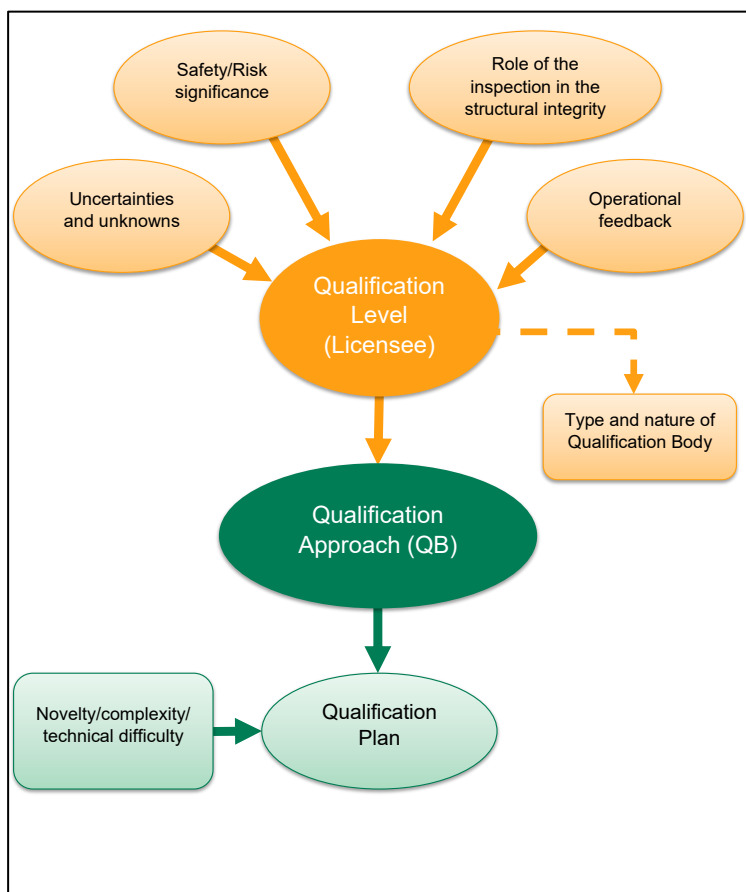 Safety/Risk
significance
Role of the
inspection in the
structural integrity
Uncertainties
and unknowns
Operational
feedback
Qualification
Level
(Licensee)
Type and nature of
Qualification Body
Qualification
Approach (QB)
Novelty/complexity/
technical difficulty
Qualification
Plan